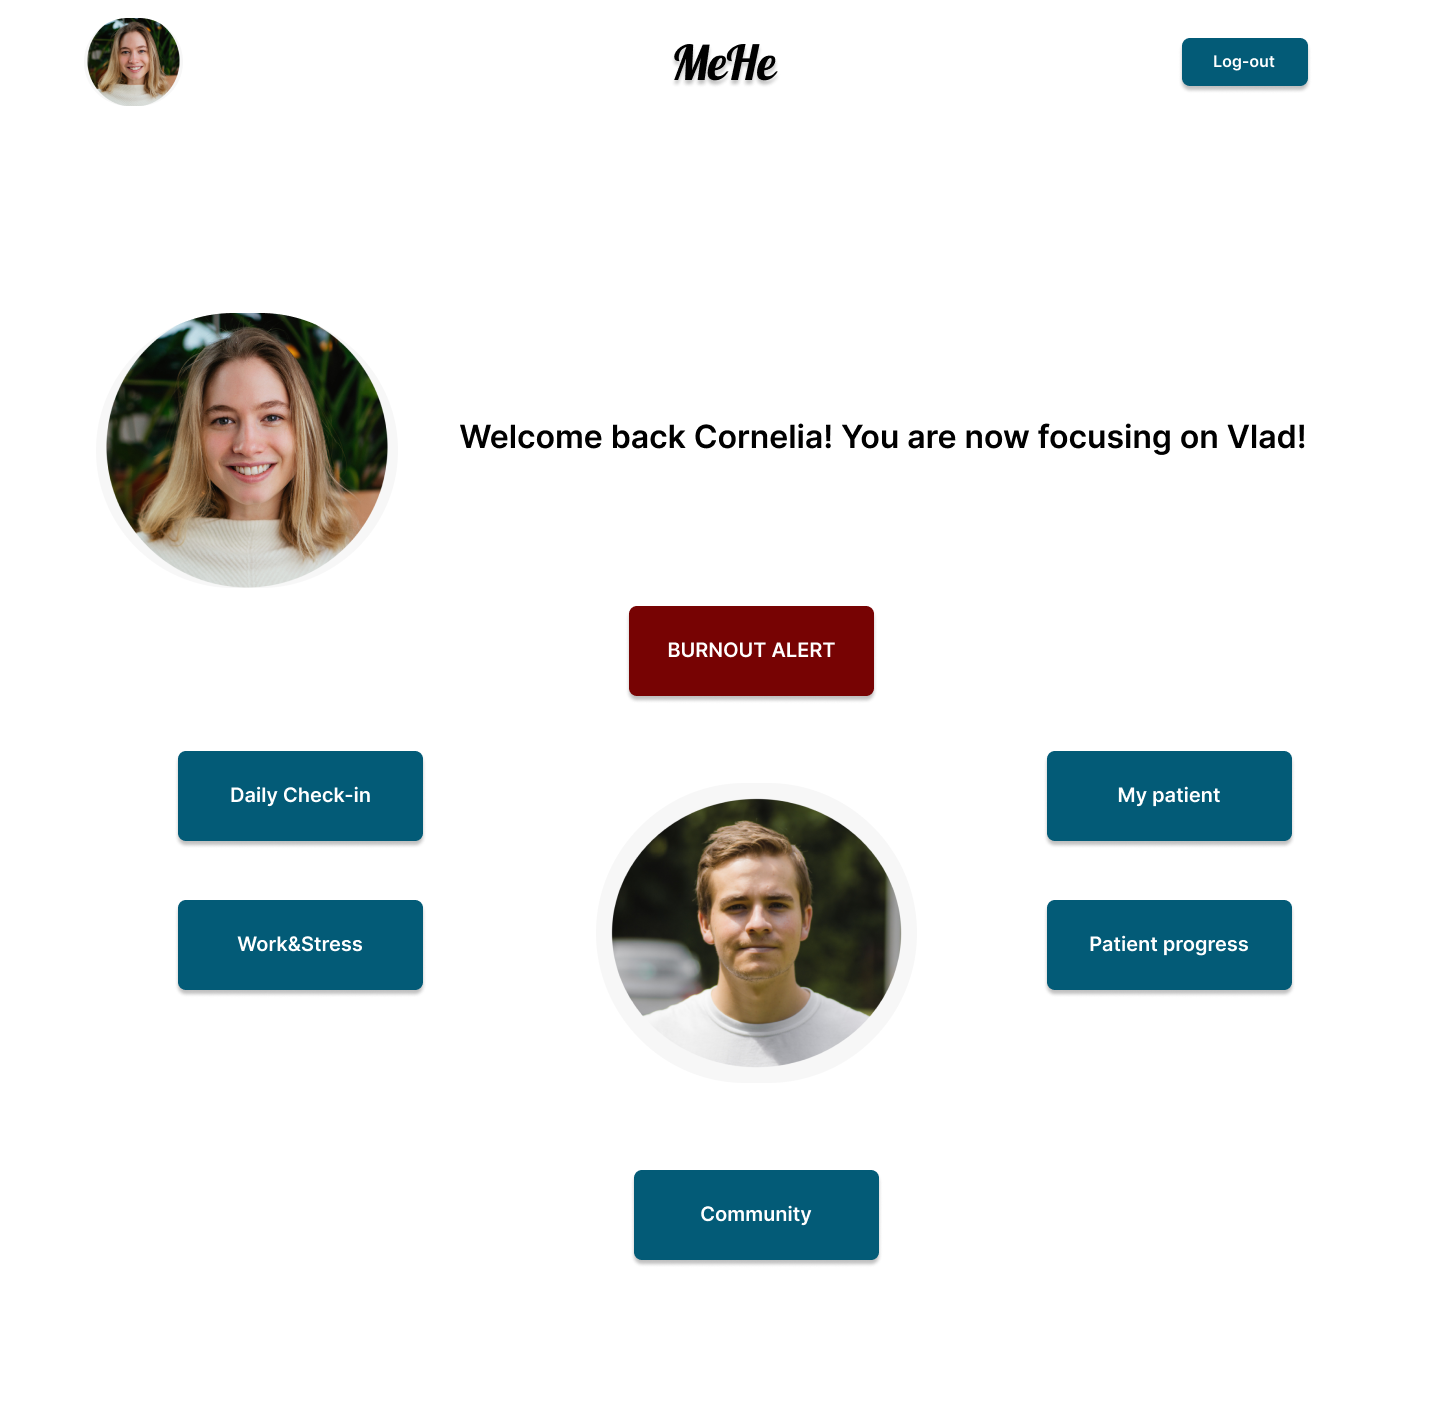 MeHe
Log-out
Welcome back Cornelia! You are now focusing on Vlad!
BURNOUT ALERT
Daily Check-in
My patient
Work&Stress
Patient progress
Community